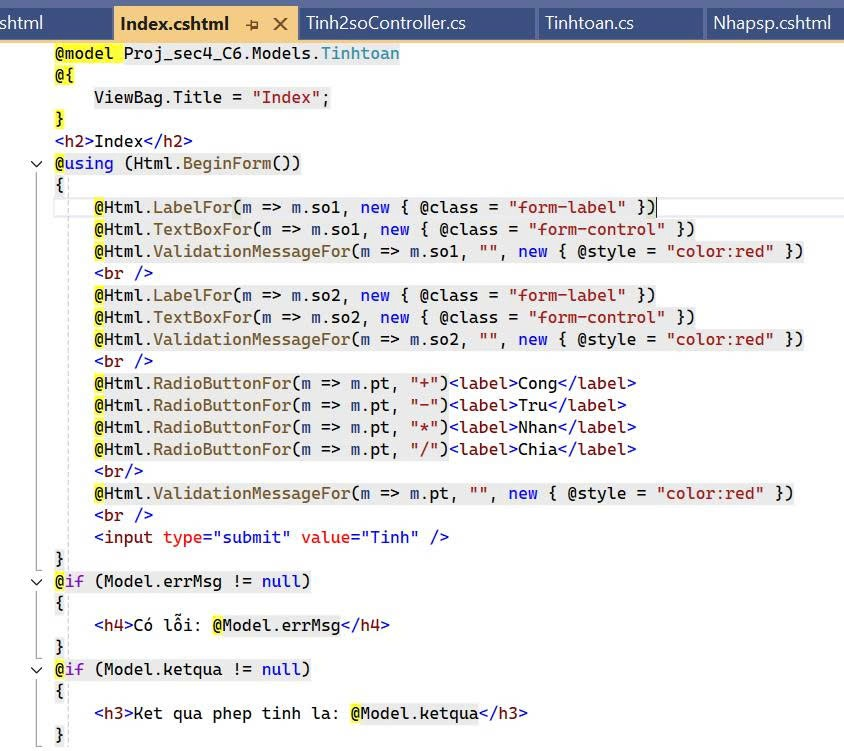 shtml Index.cshtml Tinh2soController.cs Tinhtoan.cs Nhapsp.cshtml
@model Proj_sec4_C6.Models.Tinhtoan
@{
    ViewBag.Title = "Index";
}
<h2>Index</h2>
@using (Html.BeginForm())
{
    @Html.LabelFor(m => m.so1, new { @class = "form-label" })
    @Html.TextBoxFor(m => m.so1, new { @class = "form-control" })
    @Html.ValidationMessageFor(m => m.so1, "", new { @style = "color:red" })
    <br />
    @Html.LabelFor(m => m.so2, new { @class = "form-label" })
    @Html.TextBoxFor(m => m.so2, new { @class = "form-control" })
    @Html.ValidationMessageFor(m => m.so2, "", new { @style = "color:red" })
    <br />
    @Html.RadioButtonFor(m => m.pt, "+")<label>Cong</label>
    @Html.RadioButtonFor(m => m.pt, "-")<label>Tru</label>
    @Html.RadioButtonFor(m => m.pt, "*")<label>Nhan</label>
    @Html.RadioButtonFor(m => m.pt, "/")<label>Chia</label>
    <br/>
    @Html.ValidationMessageFor(m => m.pt, "", new { @style = "color:red" })
    <br />
    <input type="submit" value="Tinh" />
}
@if (Model.errMsg != null)
{
    <h4>Có lỗi: @Model.errMsg</h4>
}
@if (Model.ketqua != null)
{
    <h3>Ket qua phep tinh la: @Model.ketqua</h3>
}